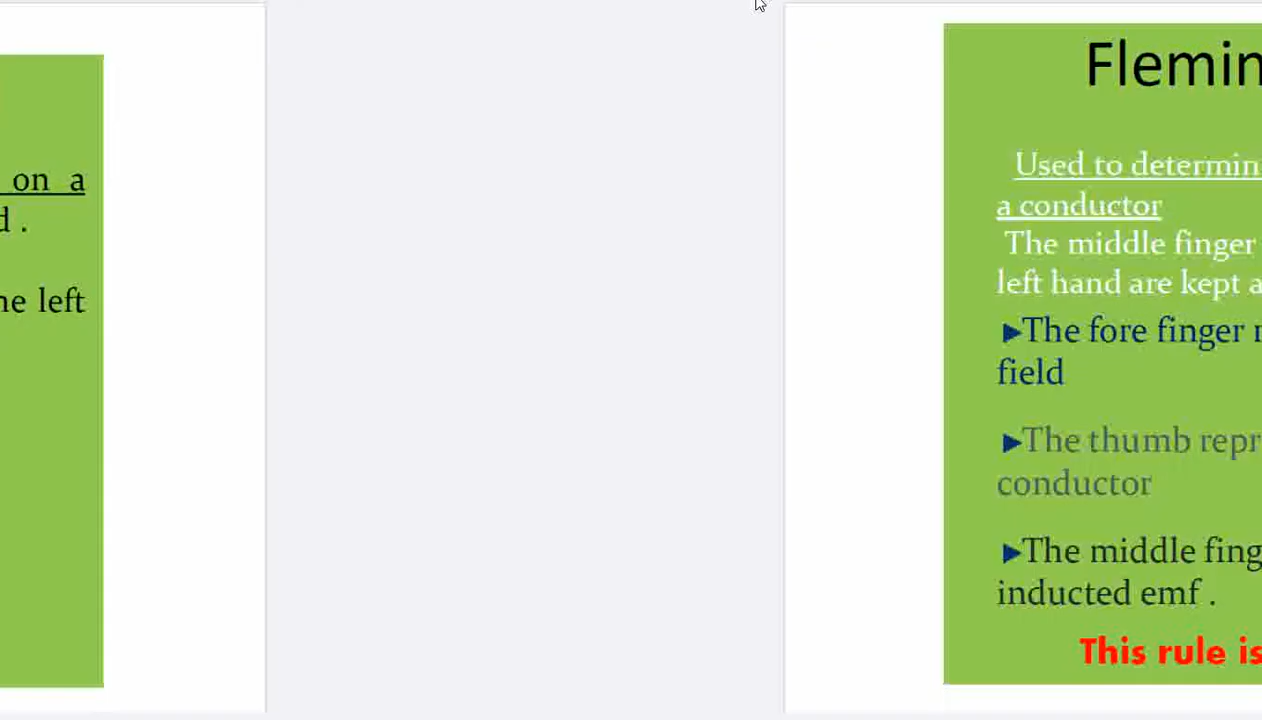 on a
d .
he left
Flemin
Used to determin
a conductor
The middle finger
left hand are kept a
►The fore finger r
field
►The thumb repr
conductor
►The middle fing
inducted emf .
This rule is